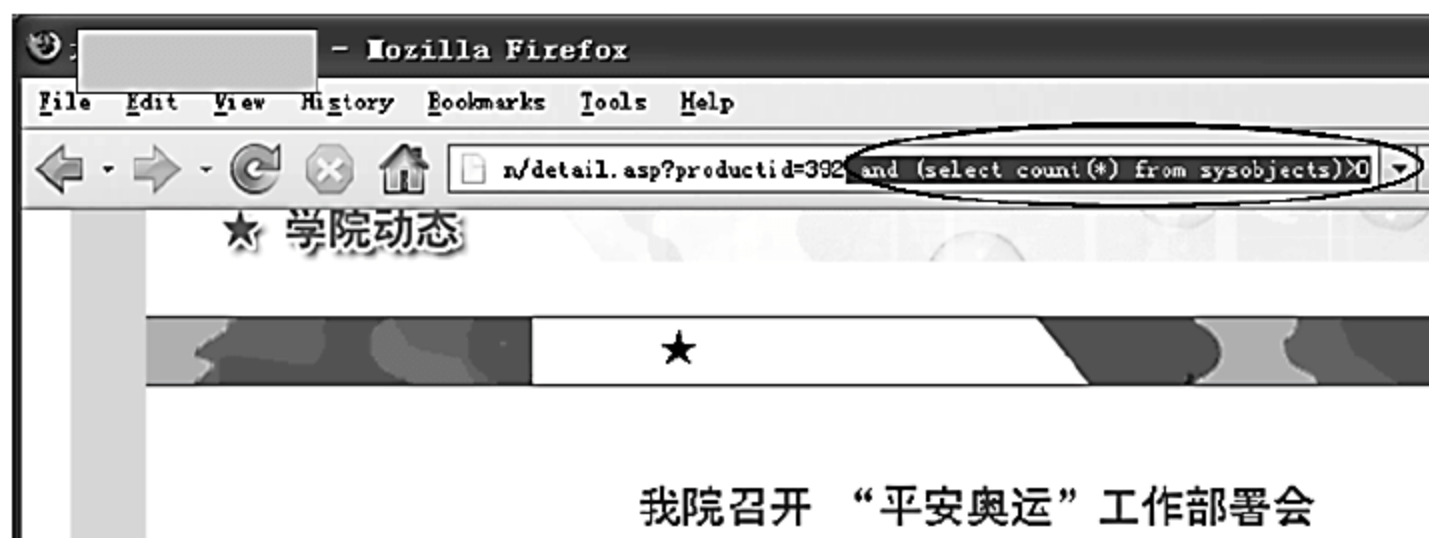 - Mozilla Firefox
File Edit View History Bookmarks Tools Help
n/detail.asp?productid=392 and (select count(*) from sysobjects)>0
★ 学院动态
★
我院召开 “平安奥运”工作部署会